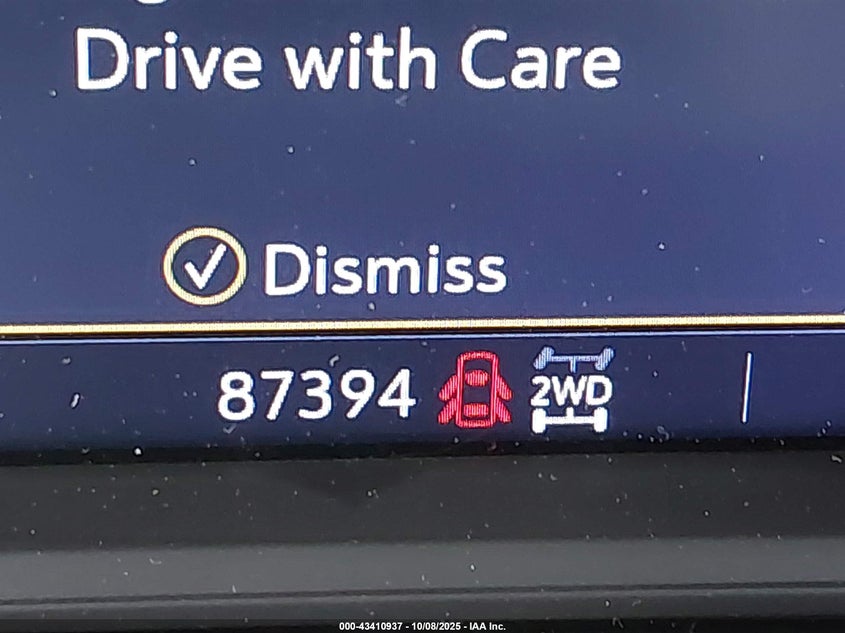 Drive with Care
Dismiss
87394
2WD
000-43410937 - 10/08/2025 - IAA Inc.